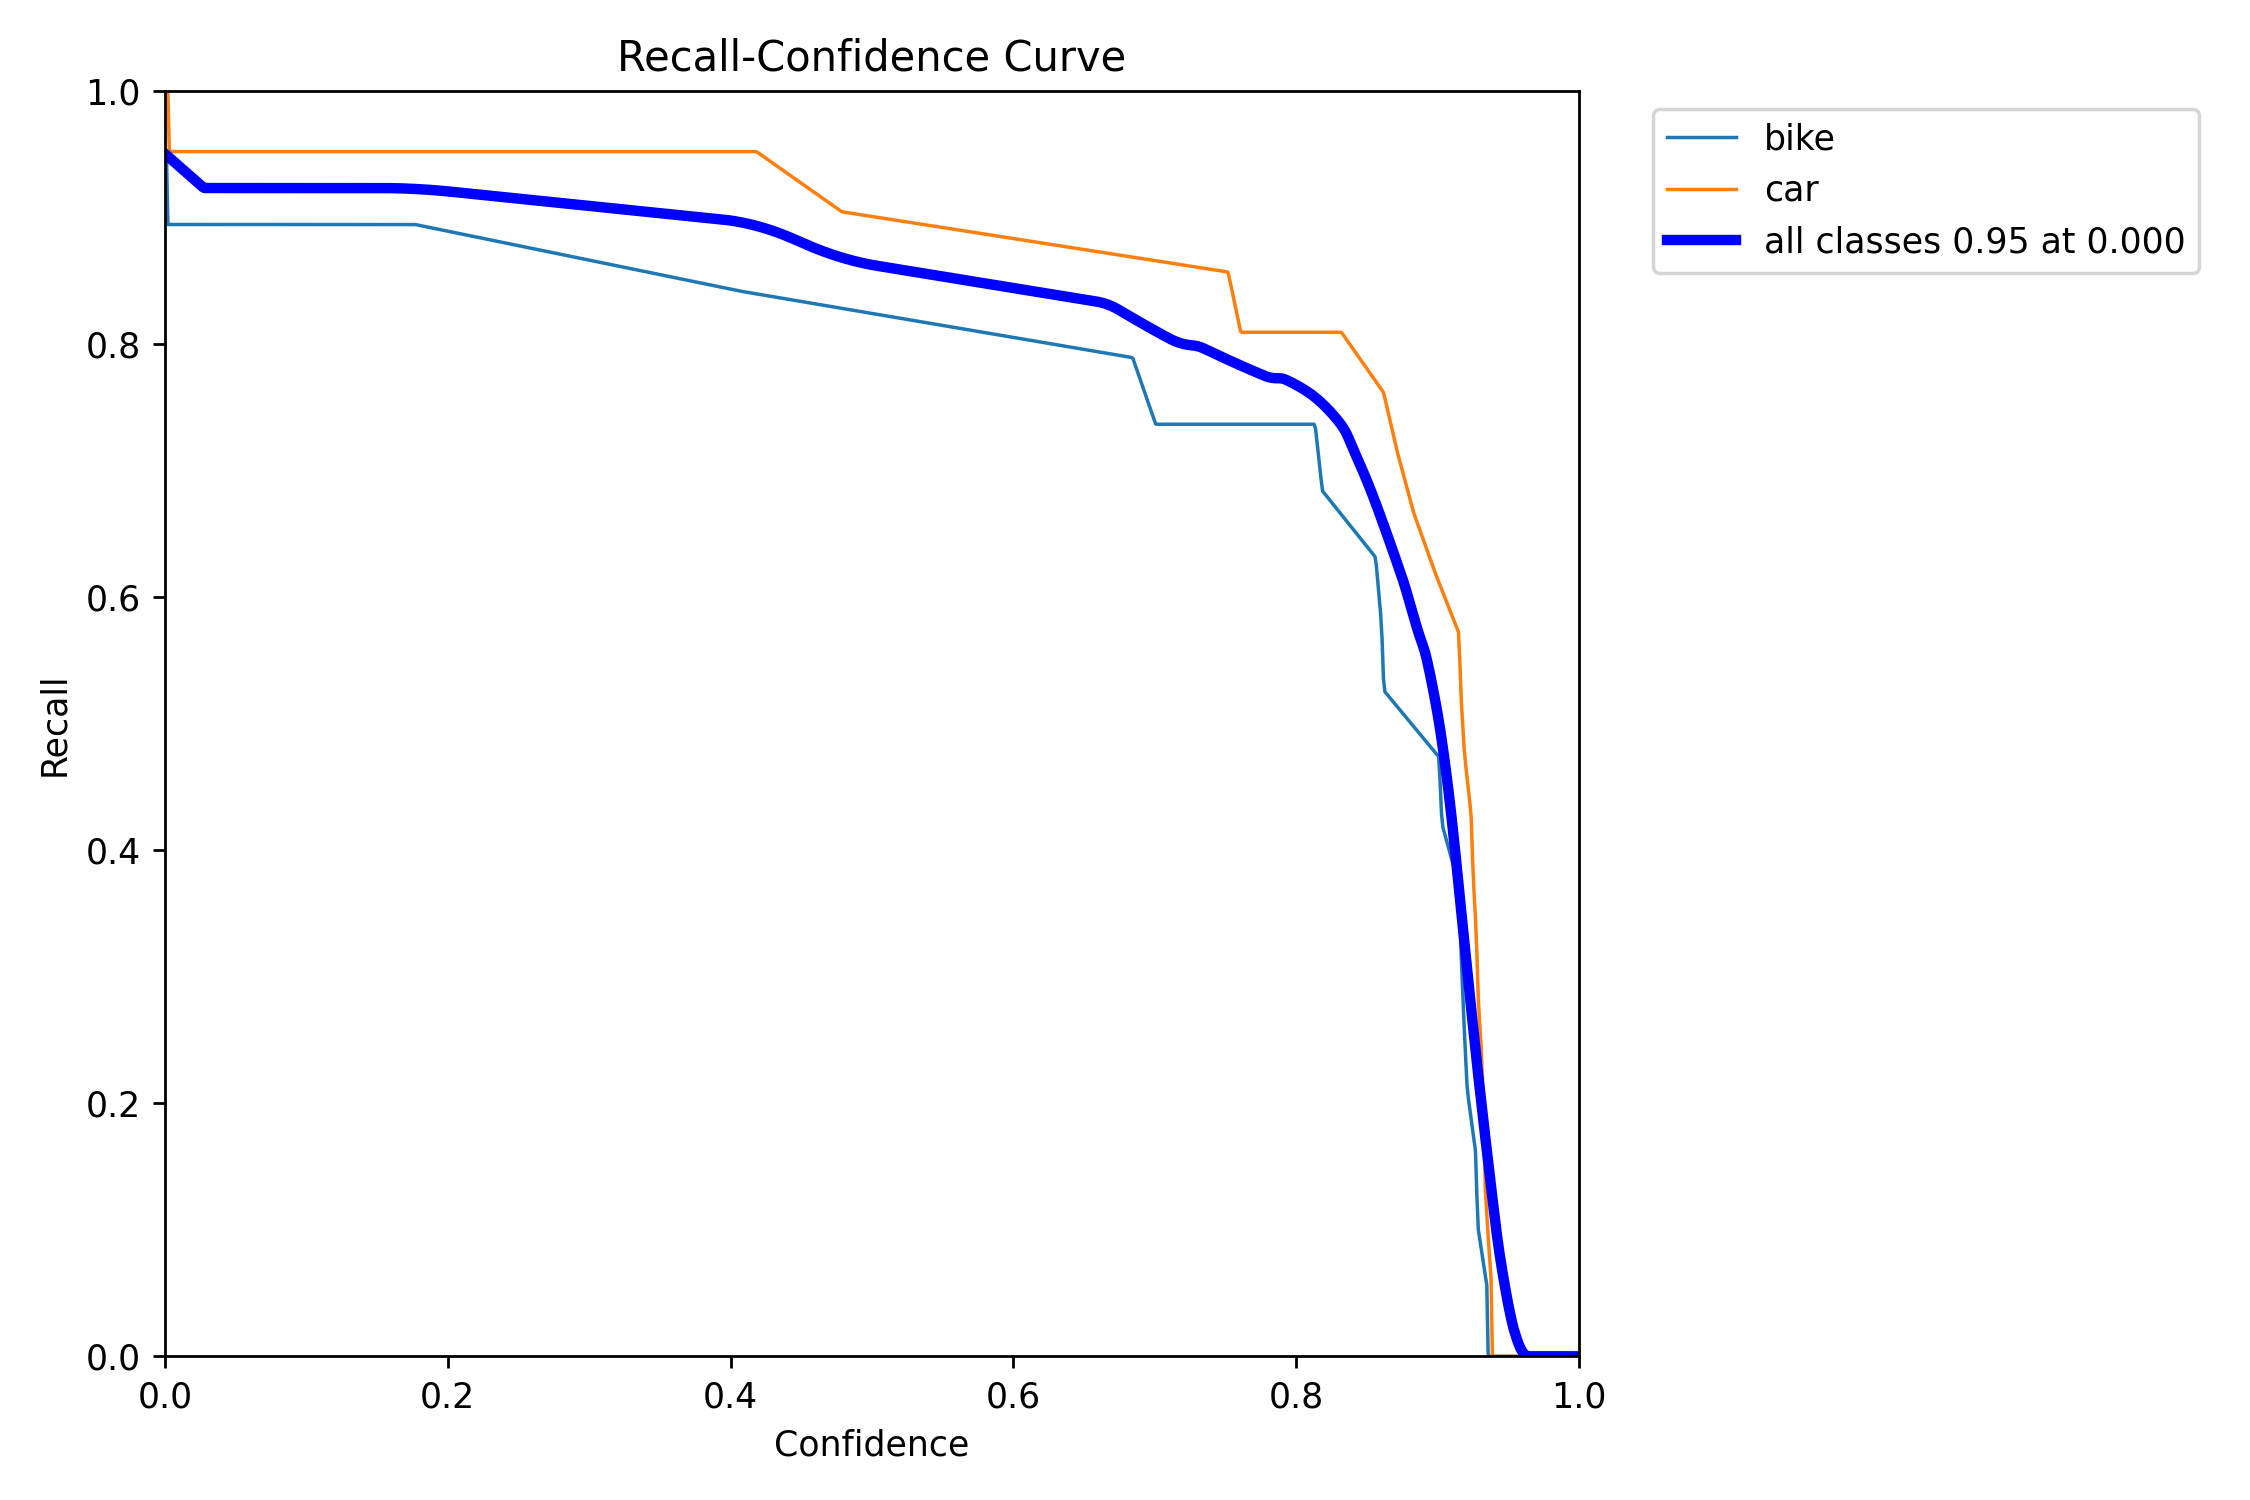 Recall-Confidence Curve
1.0
0.8
0.6
0.4
0.2
0.0
Recall
0.0 0.2 0.4 0.6 0.8 1.0
Confidence
bike
car
all classes 0.95 at 0.000